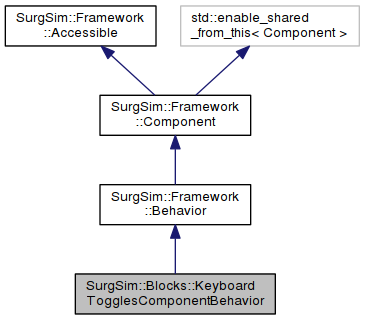 SurgSim::Framework
::Accessible
std::enable_shared
_from_this< Component >
SurgSim::Framework
::Component
SurgSim::Framework
::Behavior
SurgSim::Blocks::Keyboard
TogglesComponentBehavior